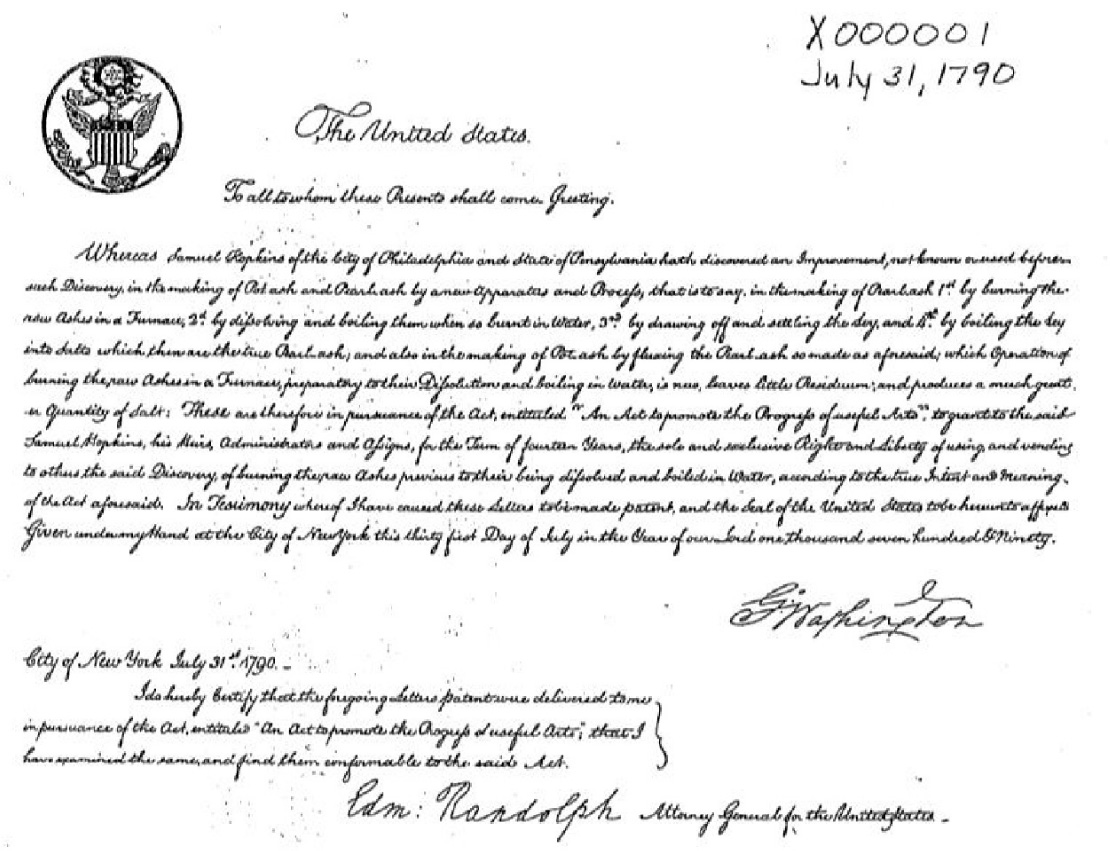 X000001
July 31, 1790
The United States.
To all to whom these Presents shall come, Greeting.
Whereas Samuel Hopkins of the City of Philadelphia and State of Pensylvania hath discovered an Improvement, not known or used before
such Discovery, in the making of Pot ash and Pearl ash by a new Apparatus and Process, that is to say, in the making of Pearl ash 1st. by burning the
raw Ashes in a Furnace, 2d. by dissolving and boiling them when so burnt in Water, 3rd. by drawing off and settling the Ley, and 4th. by boiling the Ley
into Salts which then are the true Pearl ash; and also in the making of Pot ash by fluxing the Pearl ash so made as aforesaid; which Operation of
burning the raw Ashes in a Furnace, preparatory to their Dissolution and boiling in Water, is new, leaves little Residuum; and produces a much great
er Quantity of Salt: These are therefore in pursuance of the Act, entituled "An Act to promote the Progress of useful Arts", to grant to the said
Samuel Hopkins, his Heirs, Administrators and Assigns, for the Term of fourteen Years, the sole and exclusive Right and Liberty of using, and vending
to others the said Discovery, of burning the raw Ashes previous to their being dissolved and boiled in Water, according to the true Intent and Meaning
of the Act aforesaid. In Testimony whereof I have caused these Letters to be made patent, and the Seal of the United States to be hereunto affixed
Given under my Hand at the City of New York this thirty first Day of July in the Year of our Lord one thousand seven hundred & Ninety.
G. Washington
City of New York July 31st. 1790. –
I do hereby Certify that the foregoing Letters patent were delivered to me
in pursuance of the Act, entituled "An Act to promote the Progress of useful Arts"; that I
have examined the same, and find them conformable to the said Act.
Edm: Randolph Attorney General for the United States –